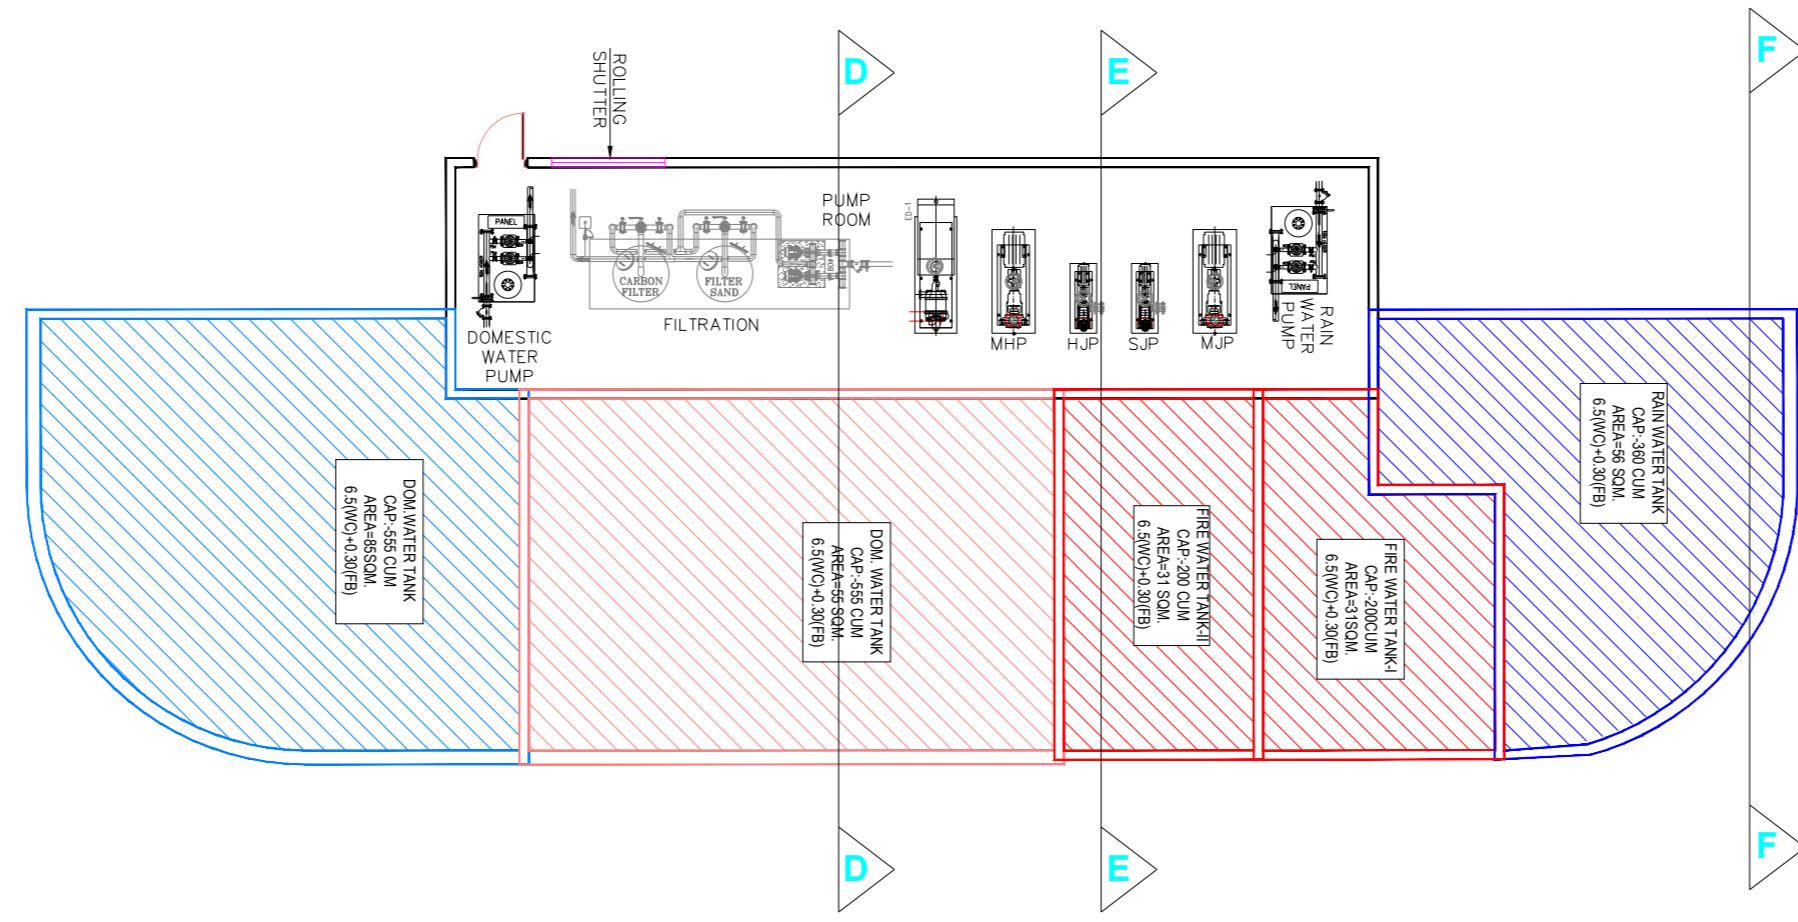 F
D
E
ROLLING
SHUTTER
PUMP
ROOM
ED-1
PANEL
CARBON
FILTER
FILTER
SAND
FILTRATION
DOMESTIC
WATER
PUMP
MHP
HJP
SJP
MJP
PANEL
RAIN
WATER
PUMP
DOM.WATER TANK
CAP:-555 CUM
AREA=85SQM.
6.5(WC)+0.30(FB)
DOM. WATER TANK
CAP:-555 CUM
AREA=55 SQM.
6.5(WC)+0.30(FB)
FIRE WATER TANK-II
CAP:-200 CUM
AREA=31 SQM.
6.5(WC)+0.30(FB)
FIRE WATER TANK-I
CAP:-200CUM
AREA=31SQM.
6.5(WC)+0.30(FB)
RAIN WATER TANK
CAP:-360 CUM
AREA=56 SQM.
6.5(WC)+0.30(FB)
D
E
F